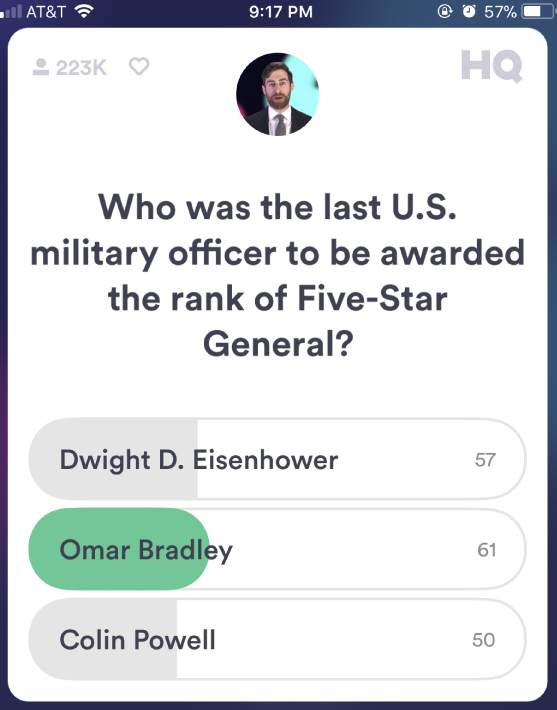 AT&T 9:17 PM 57%
223K HQ
Who was the last U.S.
military officer to be awarded
the rank of Five-Star
General?
Dwight D. Eisenhower 57
Omar Bradley 61
Colin Powell 50